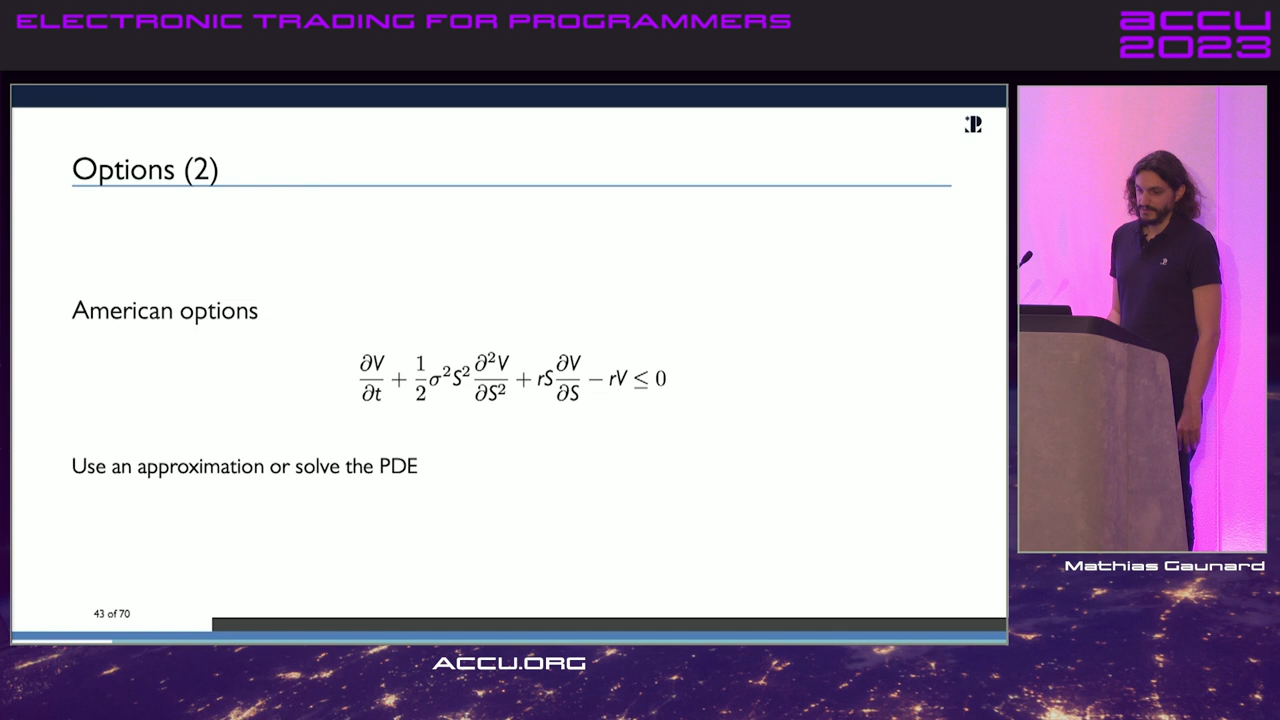 ELECTRONIC TRADING FOR PROGRAMMERS
accu
2023
Options (2)
American options
∂V/∂t + 1/2 σ²S² ∂²V/∂S² + rS ∂V/∂S − rV ≤ 0
Use an approximation or solve the PDE
43 of 70
Mathias Gaunard
ACCU.ORG